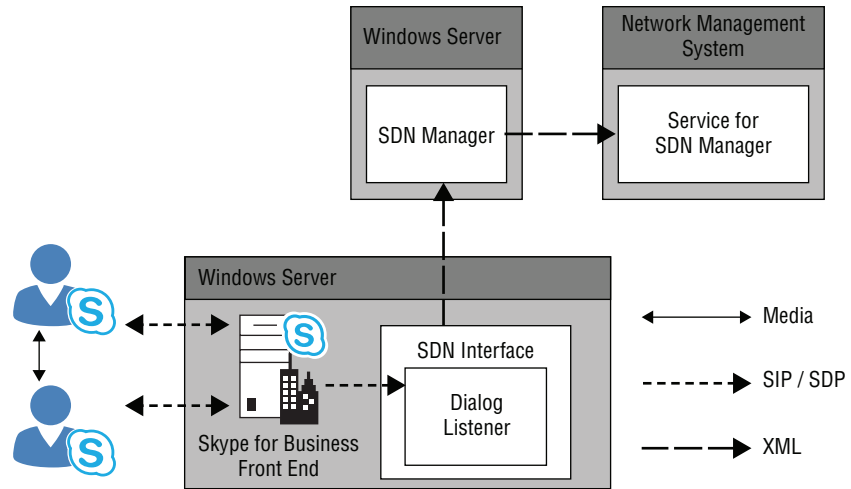 Windows Server
Network Management
System
SDN Manager
Service for
SDN Manager
Windows Server
S
S
S
SDN Interface
Dialog
Listener
Skype for Business
Front End
Media
SIP / SDP
XML